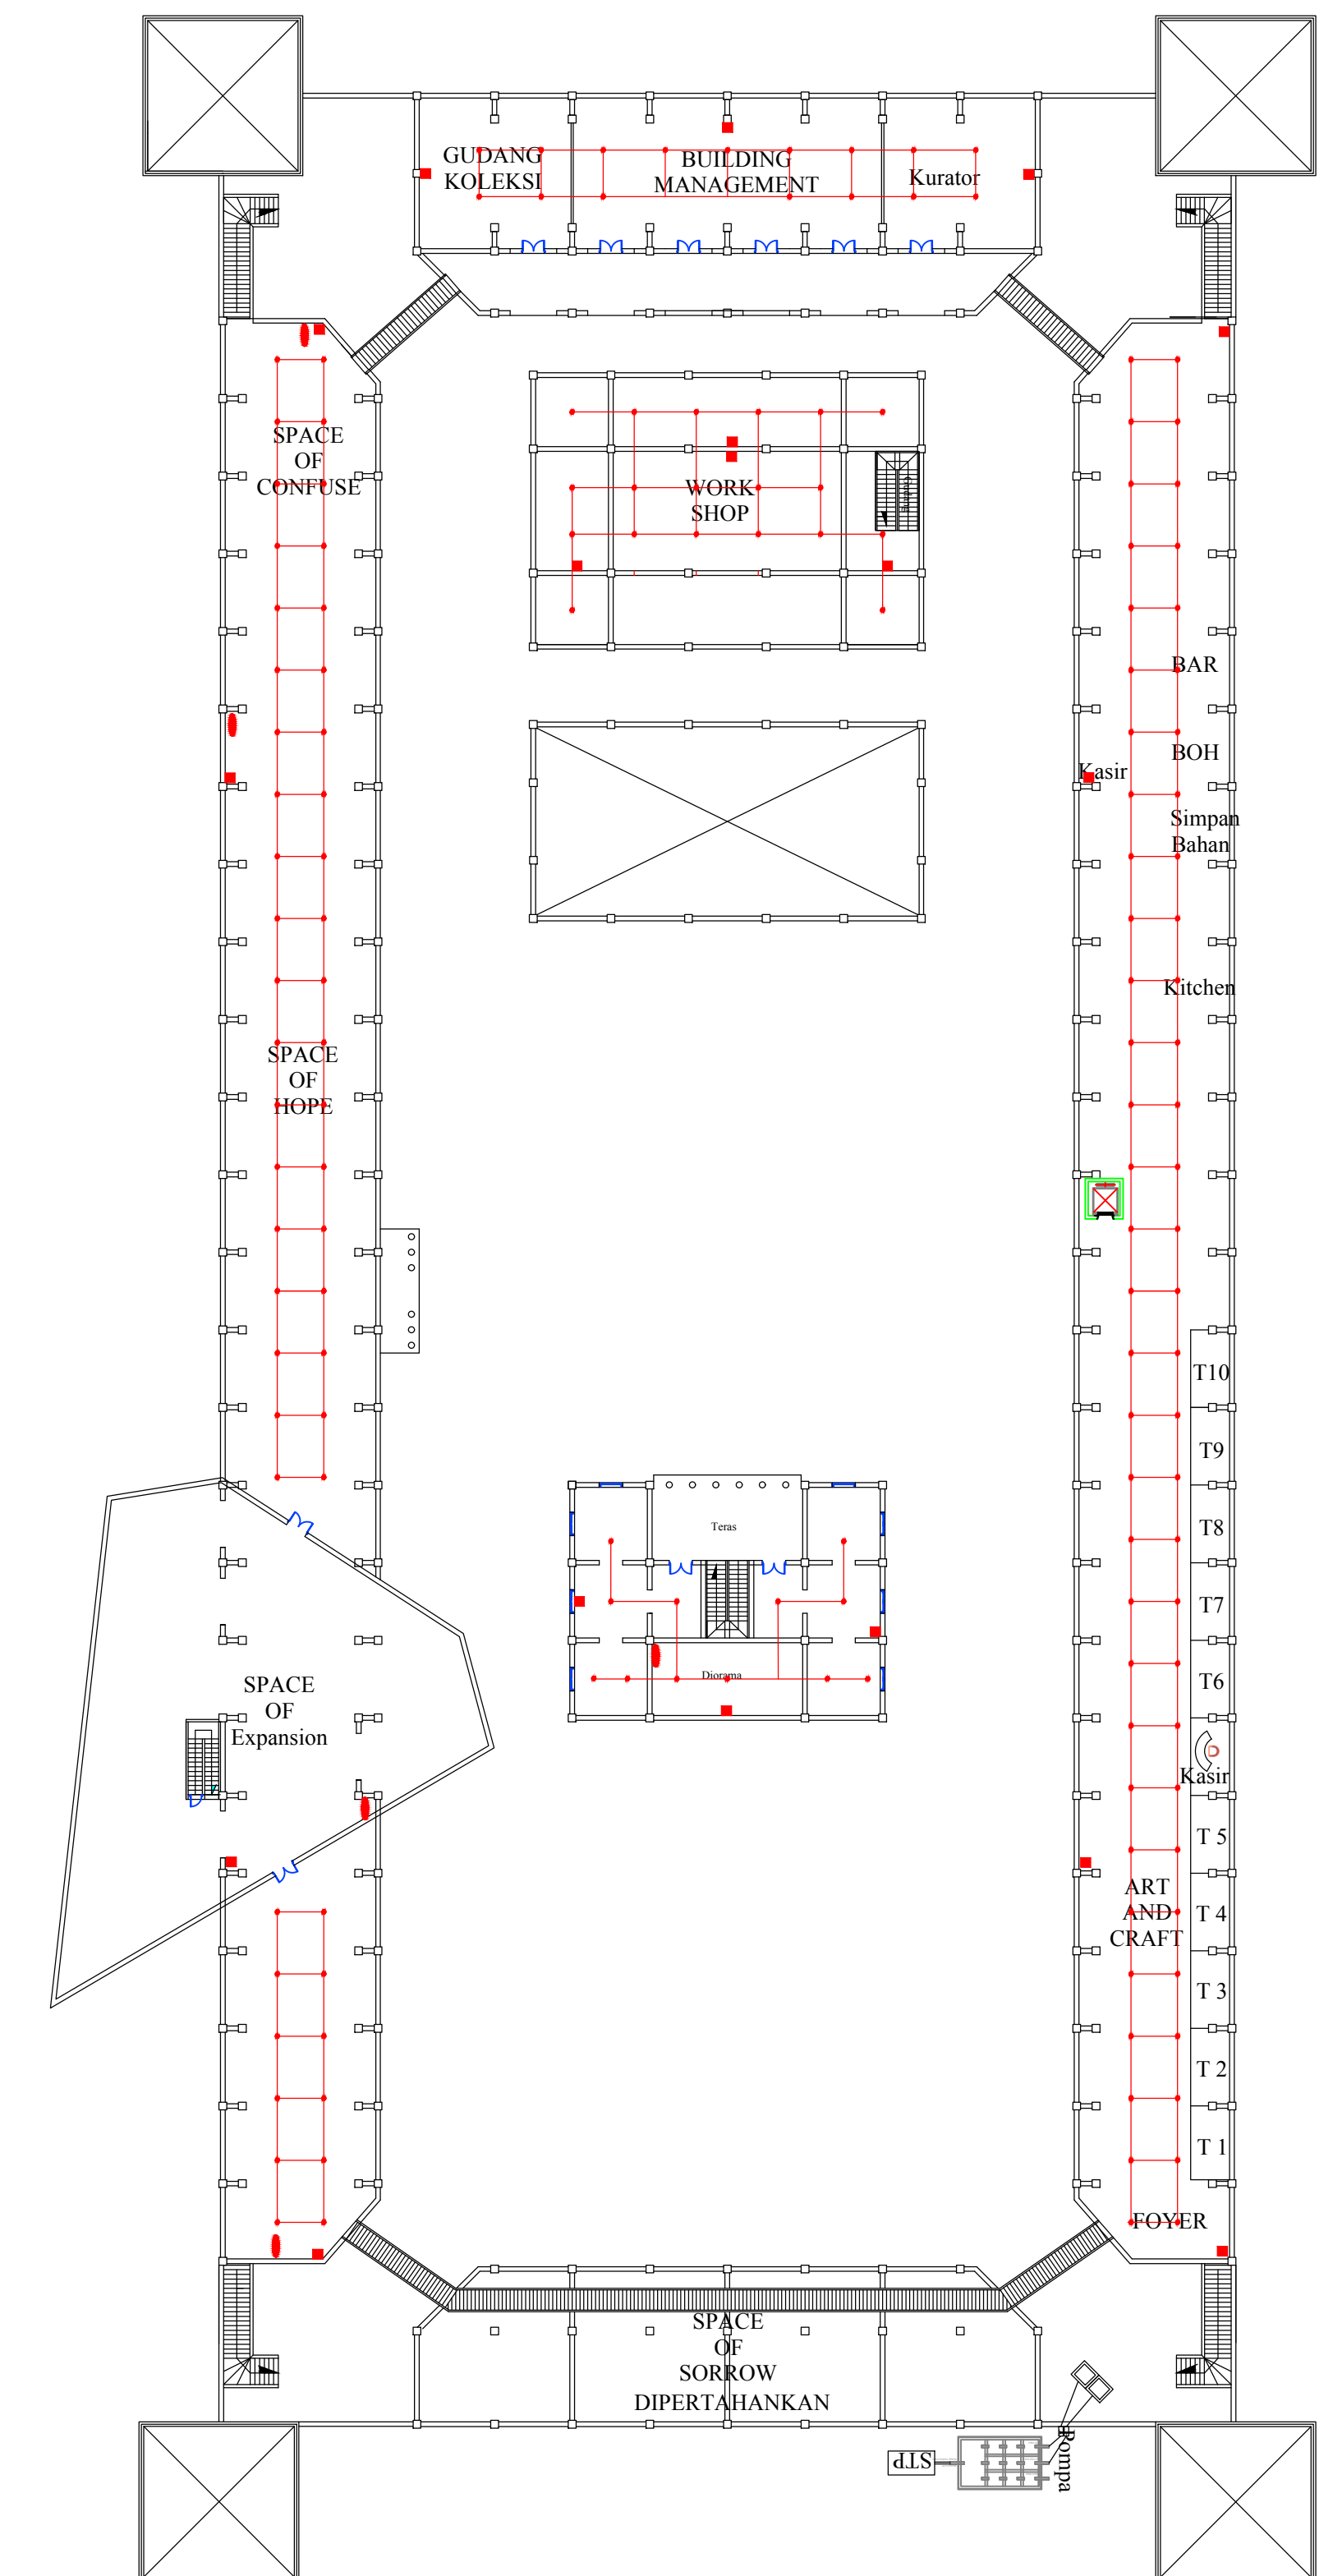 GUDANG
KOLEKSI
BUILDING
MANAGEMENT
Kurator
SPACE
OF
CONFUSE
WORK
SHOP
BAR
BOH
Kasir
Simpan
Bahan
Kitchen
SPACE
OF
HOPE
T10
T9
T8
Teras
T7
Diorama
T6
SPACE
OF
Expansion
Kasir
T 5
ART
AND
CRAFT
T 4
T 3
T 2
T 1
FOYER
SPACE
OF
SORROW
DIPERTAHANKAN
STP
Pompa